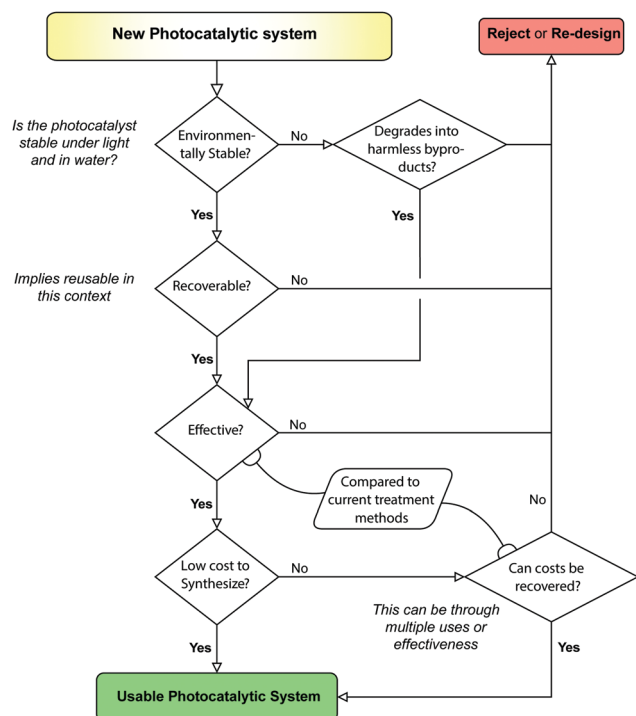 New Photocatalytic system
Reject or Re-design
Is the photocatalyst
stable under light
and in water?
Environmen-
tally Stable?
No
Degrades into
harmless bypro-
ducts?
Yes
Yes
Implies reusable in
this context
Recoverable?
No
Yes
Effective?
No
Compared to
current treatment
methods
Yes
No
Low cost to
Synthesize?
No
Can costs be
recovered?
This can be through
multiple uses or
effectiveness
Yes
Yes
Usable Photocatalytic System